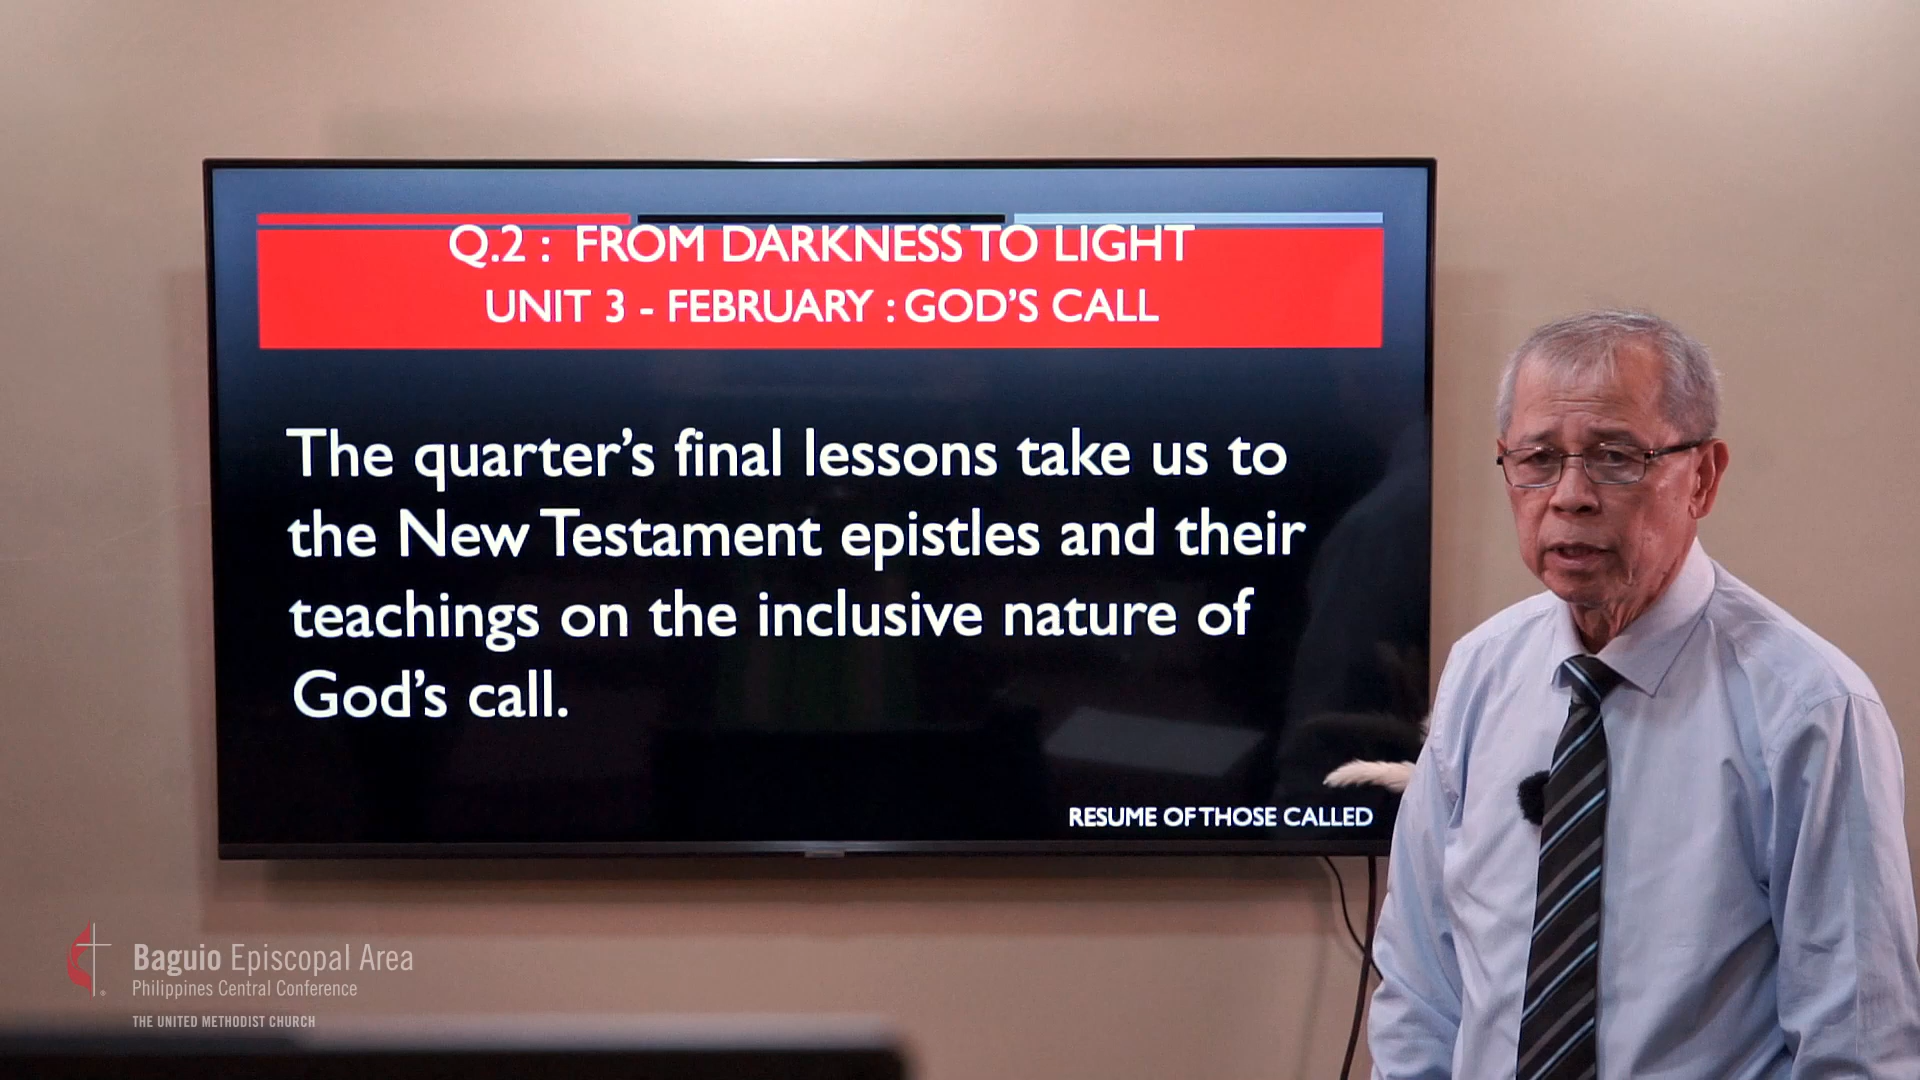 Q.2 : FROM DARKNESS TO LIGHT
UNIT 3 - FEBRUARY : GOD'S CALL
The quarter's final lessons take us to
the New Testament epistles and their
teachings on the inclusive nature of
God's call.
RESUME OF THOSE CALLED
Baguio Episcopal Area
Philippines Central Conference
THE UNITED METHODIST CHURCH